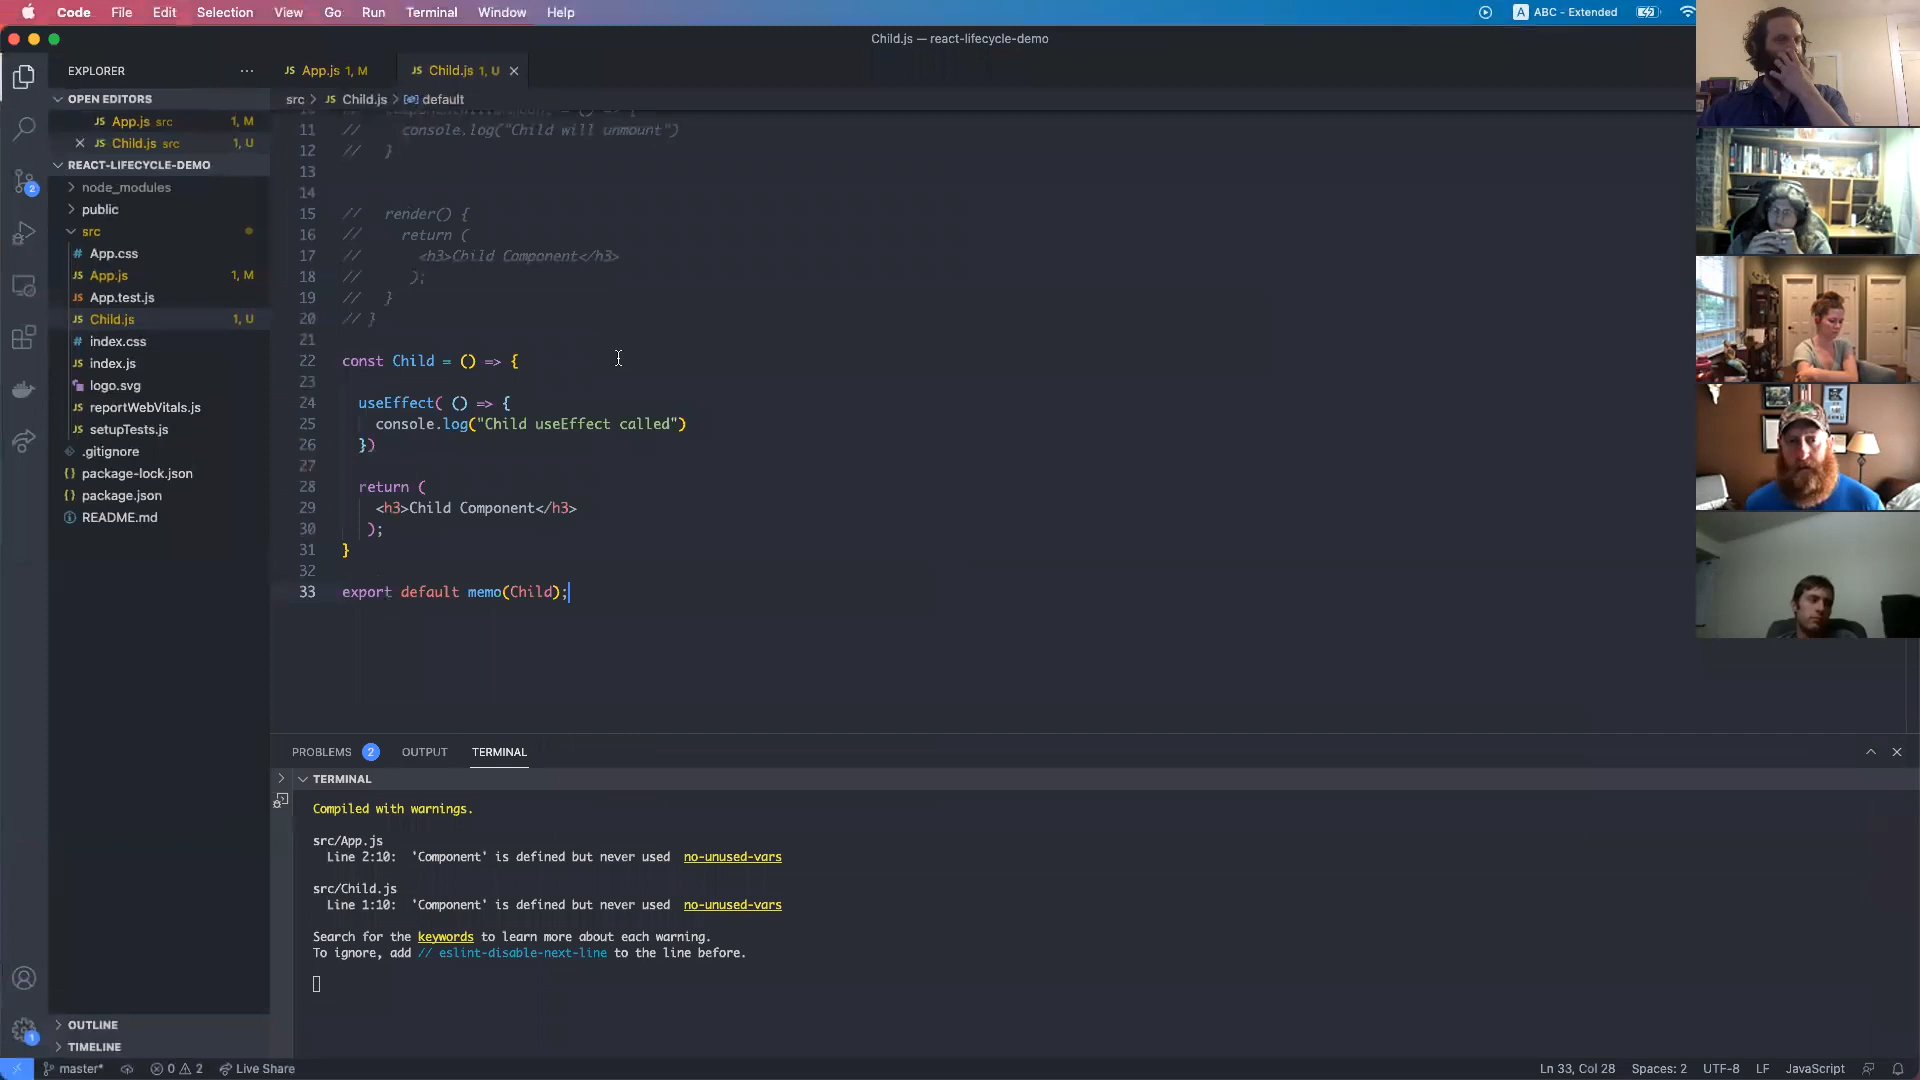 Code File Edit Selection View Go Run Terminal Window Help
A ABC - Extended
Child.js — react-lifecycle-demo
EXPLORER
App.js 1, M
Child.js 1, U
OPEN EDITORS
src > JS Child.js > default
App.js src 1, M
Child.js src 1, U
REACT-LIFECYCLE-DEMO
node_modules
public
src
# App.css
JS App.js 1, M
JS App.test.js
JS Child.js 1, U
# index.css
JS index.js
logo.svg
JS reportWebVitals.js
JS setupTests.js
.gitignore
{} package-lock.json
{} package.json
README.md
OUTLINE
TIMELINE
11 // console.log("Child will unmount")
12 // }
13
14
15 // render() {
16 // return (
17 // <h3>Child Component</h3>
18 // );
19 // }
20 // }
21
22 const Child = () => {
23
24 useEffect( () => {
25 console.log("Child useEffect called")
26 })
27
28 return (
29 <h3>Child Component</h3>
30 );
31 }
32
33 export default memo(Child);
PROBLEMS 2 OUTPUT TERMINAL
TERMINAL
Compiled with warnings.
src/App.js
Line 2:10: 'Component' is defined but never used no-unused-vars
src/Child.js
Line 1:10: 'Component' is defined but never used no-unused-vars
Search for the keywords to learn more about each warning.
To ignore, add // eslint-disable-next-line to the line before.
2
1
master* 0 2 Live Share
Ln 33, Col 28 Spaces: 2 UTF-8 LF JavaScript